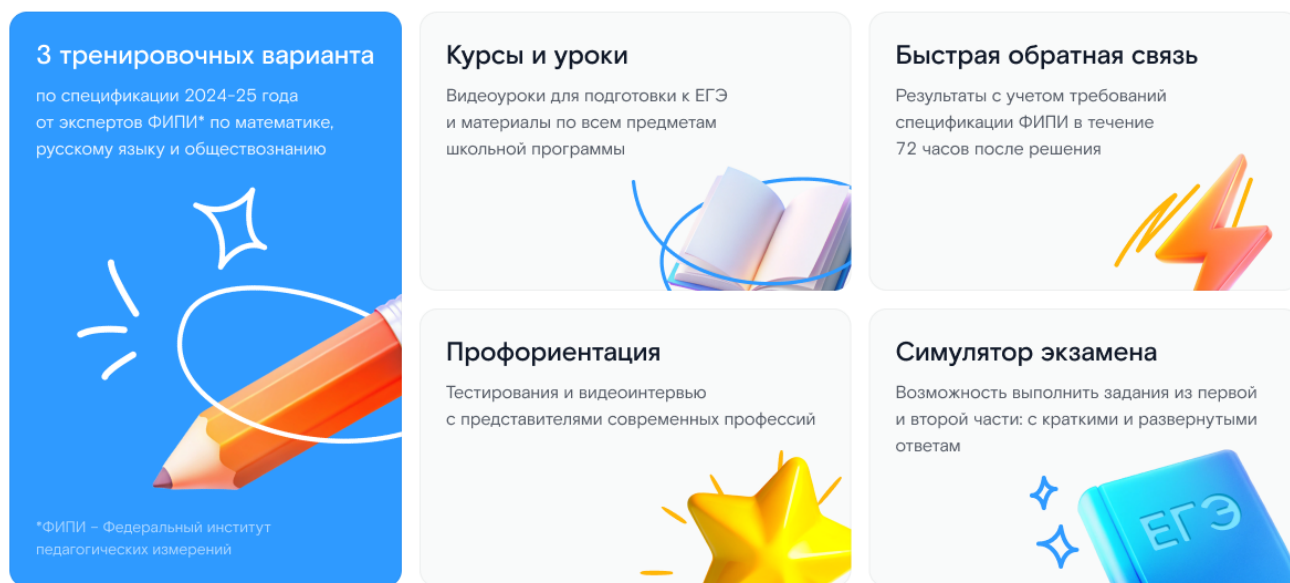 3 тренировочных варианта
по спецификации 2024-25 года
от экспертов ФИПИ* по математике,
русскому языку и обществознанию
*ФИПИ – Федеральный институт
педагогических измерений
Курсы и уроки
Видеоуроки для подготовки к ЕГЭ
и материалы по всем предметам
школьной программы
Быстрая обратная связь
Результаты с учетом требований
спецификации ФИПИ в течение
72 часов после решения
Профориентация
Тестирования и видеоинтервью
с представителями современных профессий
Симулятор экзамена
Возможность выполнить задания из первой
и второй части: с краткими и развернутыми
ответам
ЕГЭ